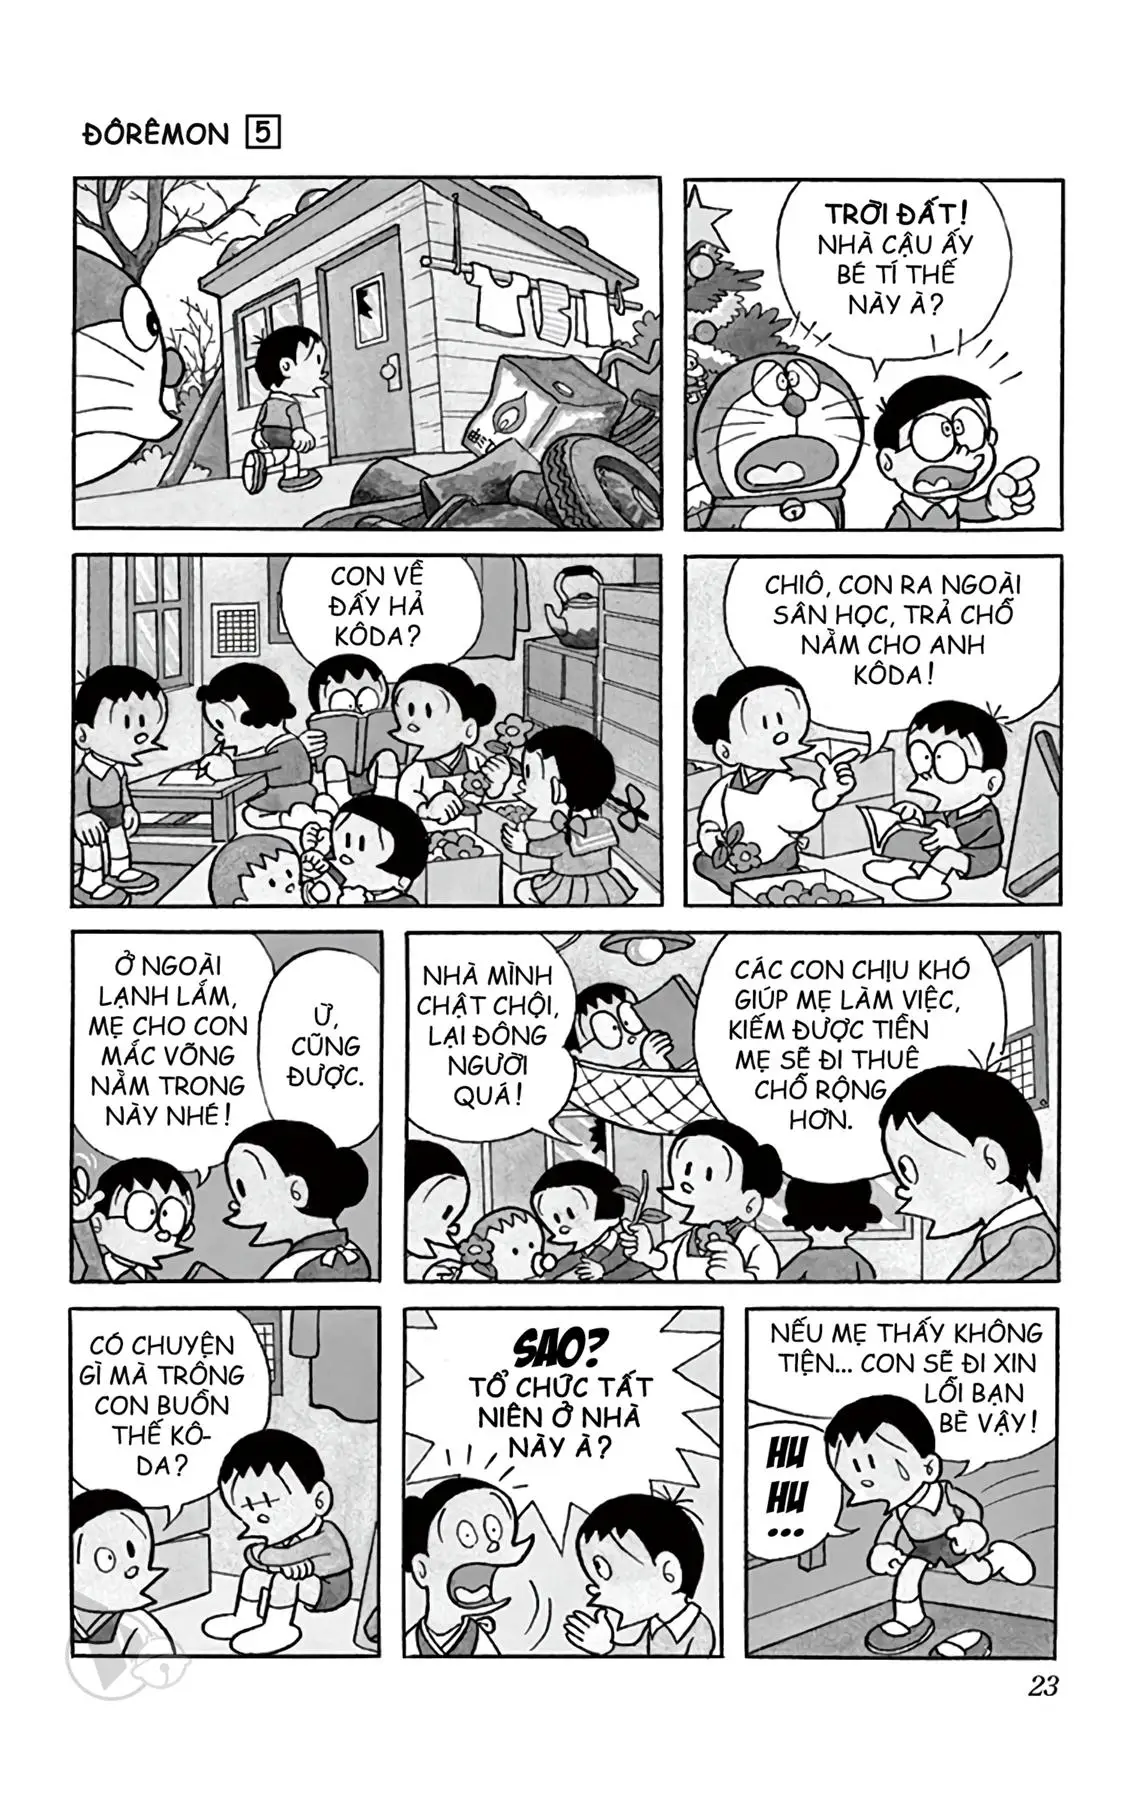 ĐÔRÊMON 5
TRỜI ĐẤT!
NHÀ CẬU ẤY
BÉ TÍ THẾ
NÀY À?
CON VỀ
ĐẤY HẢ
KÔDA?
CHIÔ, CON RA NGOÀI
SÂN HỌC, TRẢ CHỖ
NẰM CHO ANH
KÔDA!
Ở NGOÀI
LẠNH LẮM,
MẸ CHO CON
MẮC VÕNG
NẰM TRONG
NÀY NHÉ!
Ừ,
CŨNG
ĐƯỢC.
NHÀ MÌNH
CHẬT CHỘI,
LẠI ĐÔNG
NGƯỜI
QUÁ!
CÁC CON CHỊU KHÓ
GIÚP MẸ LÀM VIỆC,
KIẾM ĐƯỢC TIỀN
MẸ SẼ ĐI THUÊ
CHỖ RỘNG
HƠN.
CÓ CHUYỆN
GÌ MÀ TRÔNG
CON BUỒN
THẾ KÔ-
DA?
SAO?
TỔ CHỨC TẤT
NIÊN Ở NHÀ
NÀY À?
NẾU MẸ THẤY KHÔNG
TIỆN... CON SẼ ĐI XIN
LỖI BẠN
BÈ VẬY!
HU
HU
...
23